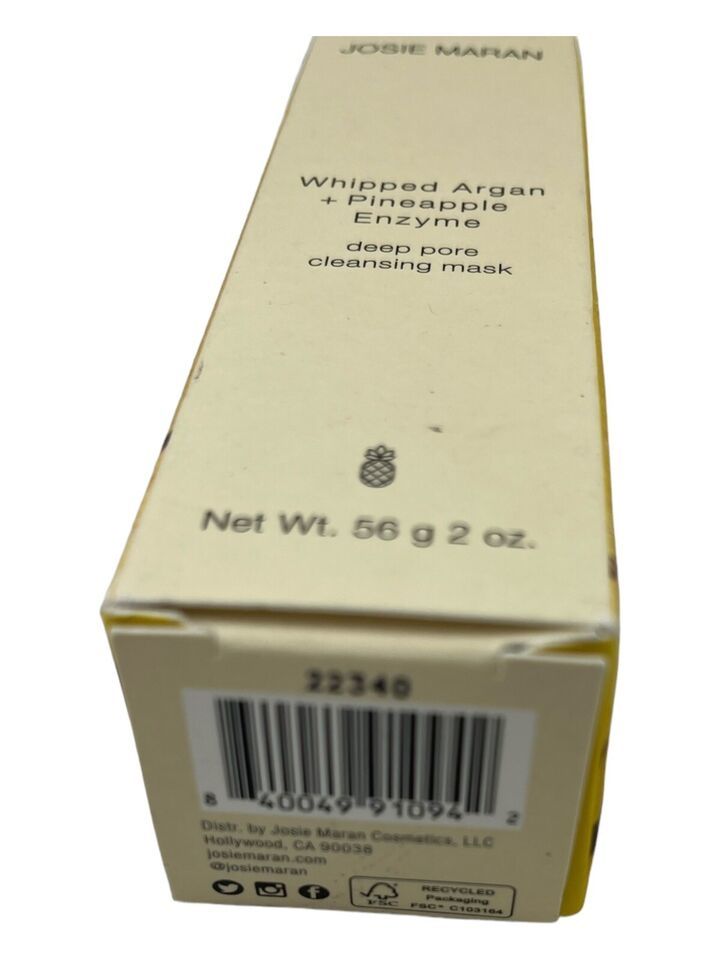 JOSIE MARAN
Whipped Argan
+ Pineapple
Enzyme
deep pore
cleansing mask
Net Wt. 56 g 2 oz.
22340
8 40049 91094 2
Distr. by Josie Maran Cosmetics, LLC
Hollywood, CA 90038
josiemaran.com
@josiemaran
FSC
RECYCLED
Packaging
FSC® C103164